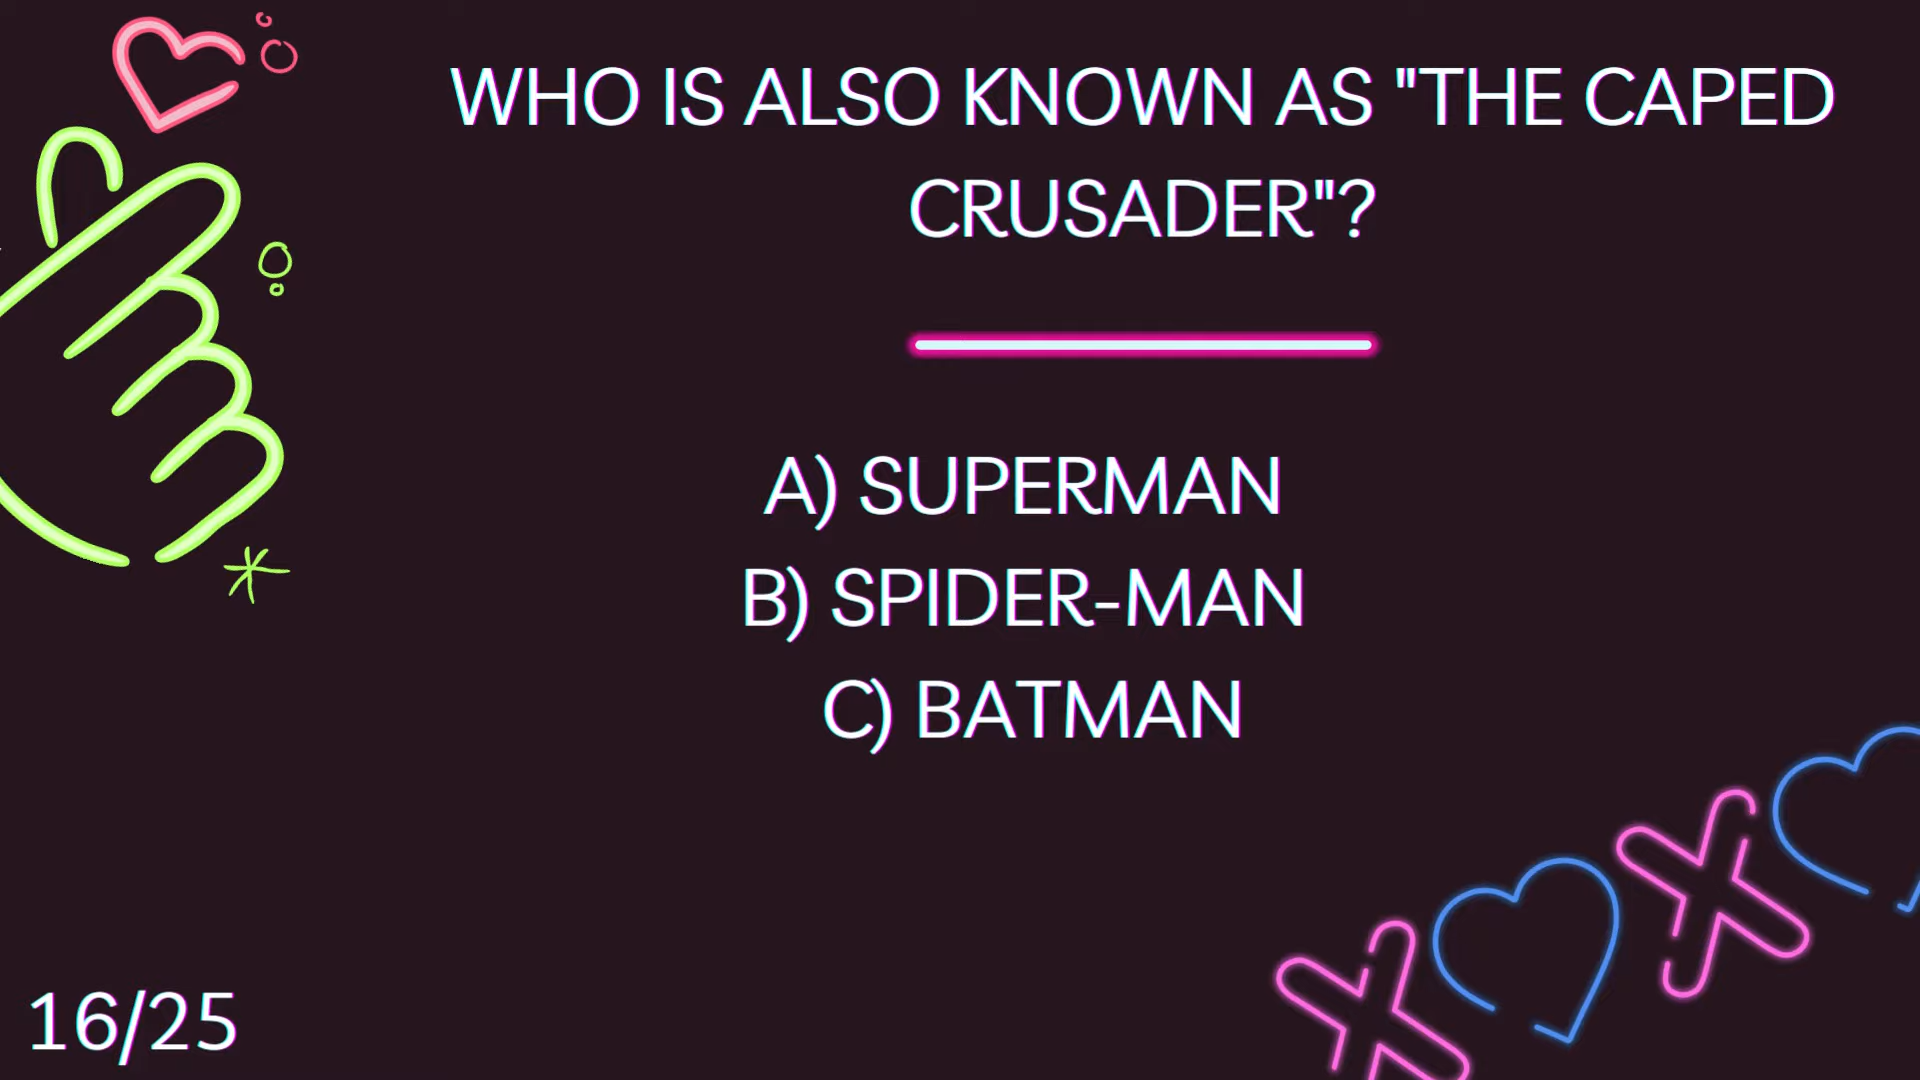 WHO IS ALSO KNOWN AS "THE CAPED
CRUSADER"?
A) SUPERMAN
B) SPIDER-MAN
C) BATMAN
16/25